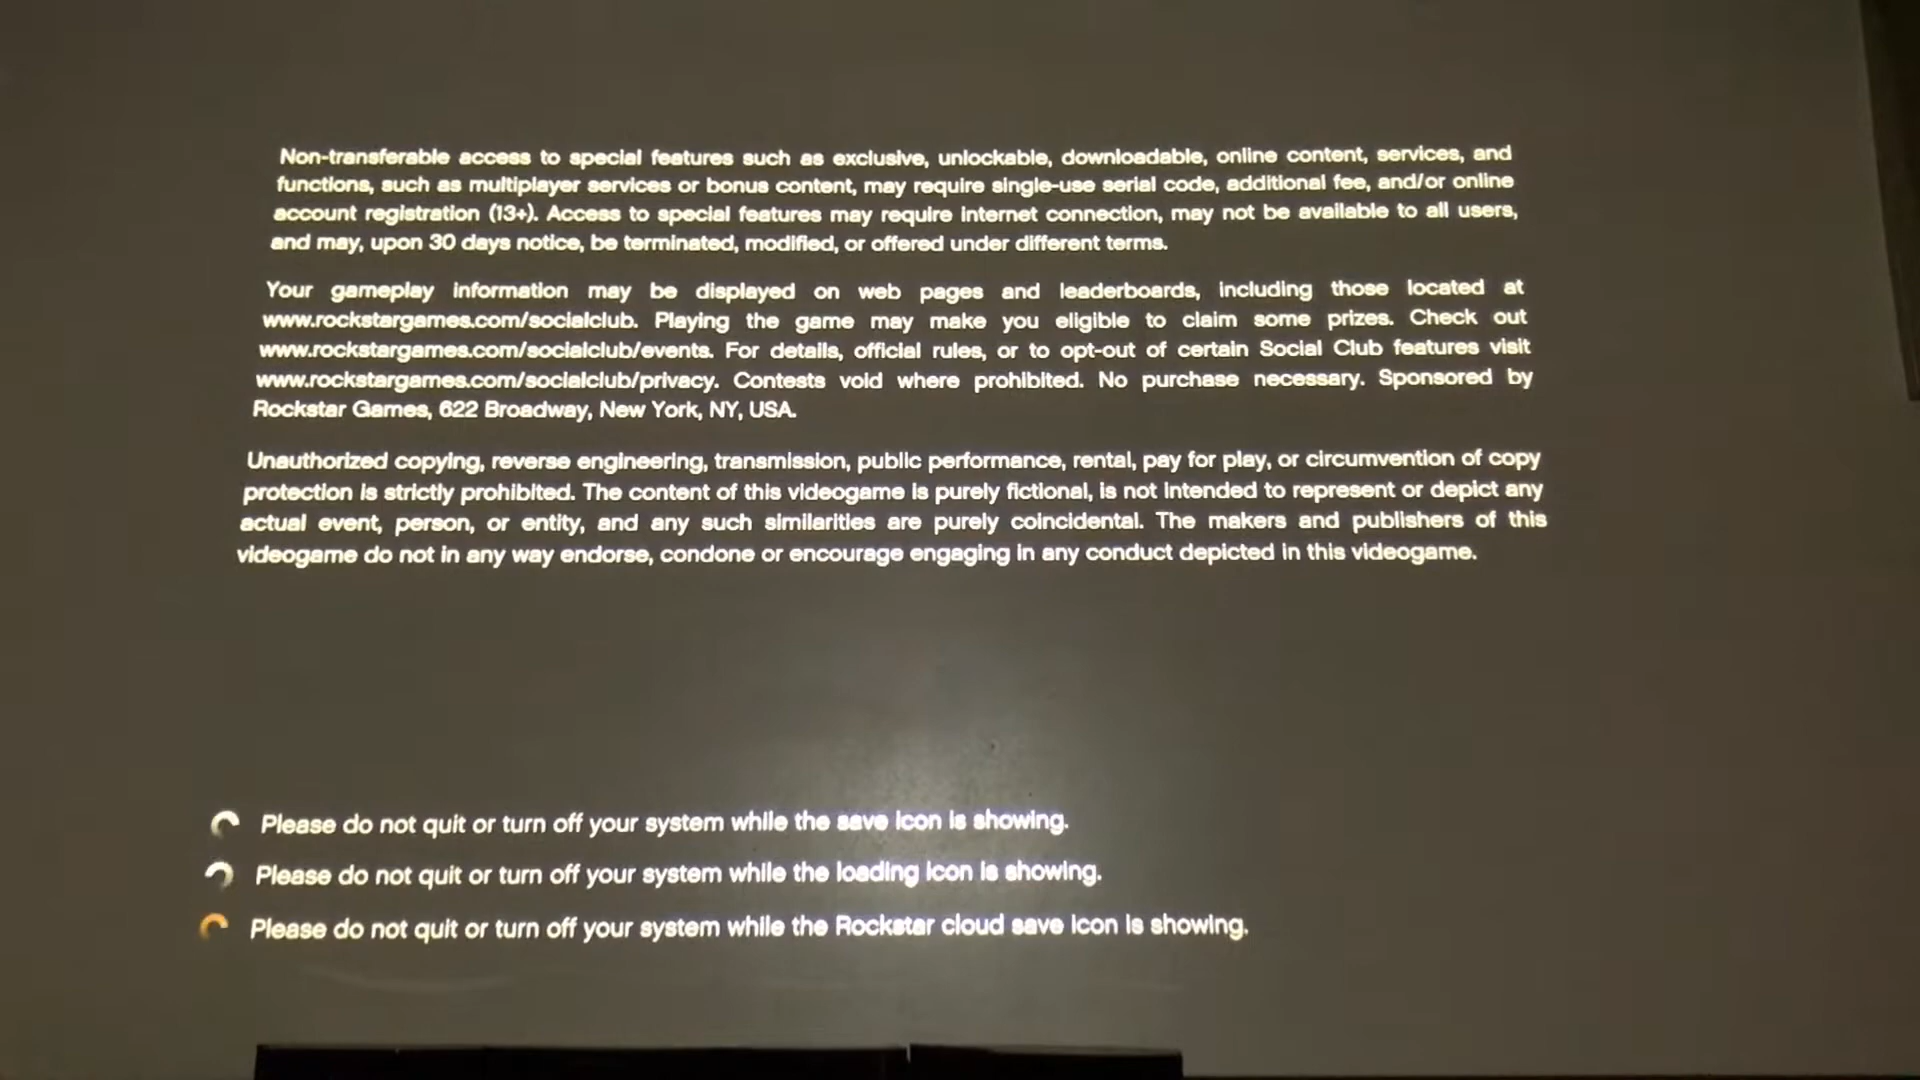 Non-transferable access to special features such as exclusive, unlockable, downloadable, online content, services, and
functions, such as multiplayer services or bonus content, may require single-use serial code, additional fee, and/or online
account registration (13+). Access to special features may require internet connection, may not be available to all users,
and may, upon 30 days notice, be terminated, modified, or offered under different terms.
Your gameplay information may be displayed on web pages and leaderboards, including those located at
www.rockstargames.com/socialclub. Playing the game may make you eligible to claim some prizes. Check out
www.rockstargames.com/socialclub/events. For details, official rules, or to opt-out of certain Social Club features visit
www.rockstargames.com/socialclub/privacy. Contests void where prohibited. No purchase necessary. Sponsored by
Rockstar Games, 622 Broadway, New York, NY, USA.
Unauthorized copying, reverse engineering, transmission, public performance, rental, pay for play, or circumvention of copy
protection is strictly prohibited. The content of this videogame is purely fictional, is not intended to represent or depict any
actual event, person, or entity, and any such similarities are purely coincidental. The makers and publishers of this
videogame do not in any way endorse, condone or encourage engaging in any conduct depicted in this videogame.
Please do not quit or turn off your system while the save icon is showing.
Please do not quit or turn off your system while the loading icon is showing.
Please do not quit or turn off your system while the Rockstar cloud save icon is showing.